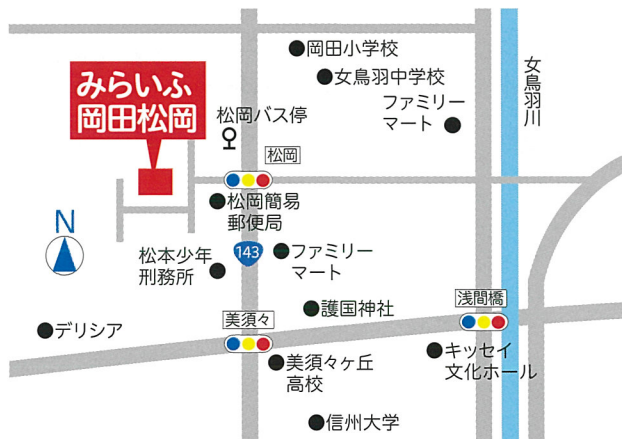 岡田小学校
女鳥羽中学校
みらいふ
岡田松岡
松岡バス停
ファミリー
マート
女鳥羽川
松岡
松岡簡易
郵便局
N
143
松本少年
刑務所
ファミリー
マート
護国神社
浅間橋
美須々
デリシア
美須々ヶ丘
高校
キッセイ
文化ホール
信州大学